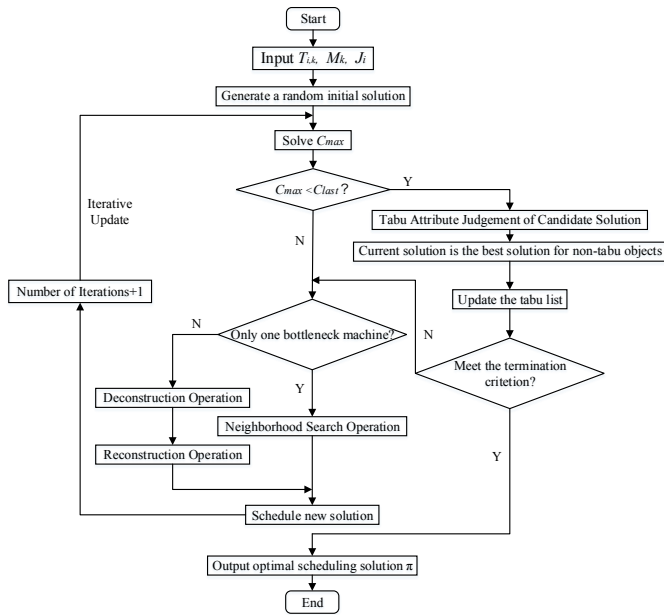 Start
Input Ti,k, Mk, Ji
Generate a random initial solution
Solve Cmax
Cmax <Clast?
Y
Iterative
Update
Tabu Attribute Judgement of Candidate Solution
N
Current solution is the best solution for non-tabu objects
Number of Iterations+1
Update the tabu list
N
Only one bottleneck machine?
N
Meet the termination
critetion?
Y
Deconstruction Operation
Neighborhood Search Operation
Reconstruction Operation
Y
Schedule new solution
Output optimal scheduling solution π
End